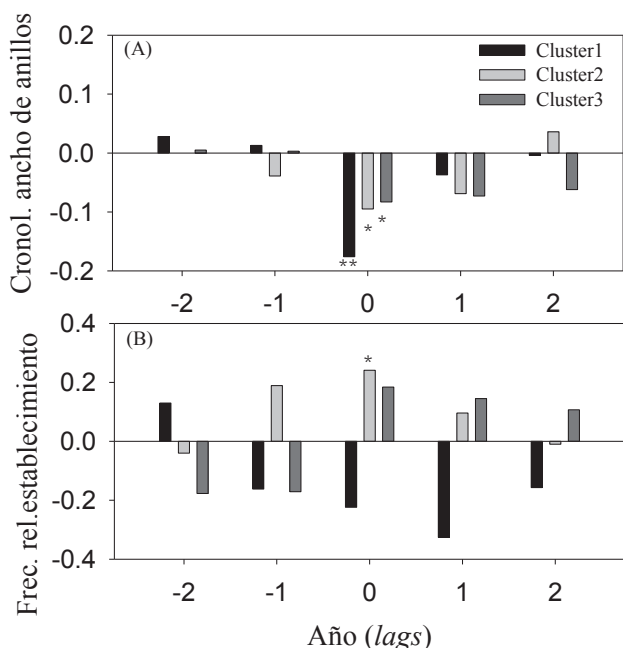 Cronol. ancho de anillos
0.2
0.1
0.0
-0.1
-0.2
(A)
Cluster1
Cluster2
Cluster3
**
*
*
-2 -1 0 1 2
Frec. rel.establecimiento
0.4
0.2
0.0
-0.2
-0.4
(B)
*
-2 -1 0 1 2
Año (lags)